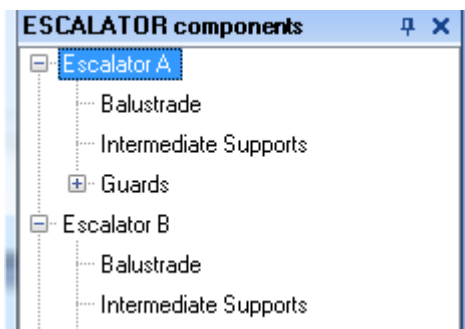 ESCALATOR components
Escalator A
Balustrade
Intermediate Supports
Guards
Escalator B
Balustrade
Intermediate Supports